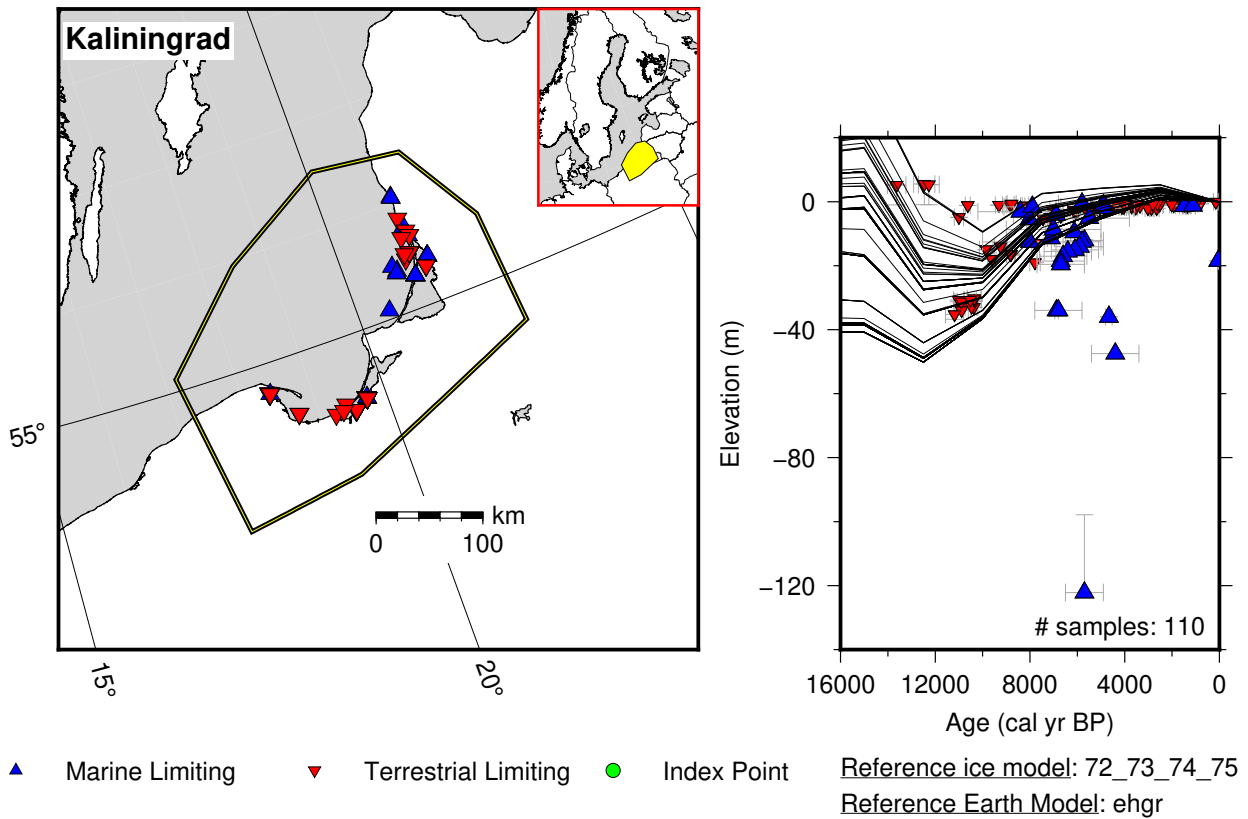 Kaliningrad
55°
15°
20°
km
0 100
0
−40
−80
−120
Elevation (m)
# samples: 110
16000 12000 8000 4000 0
Age (cal yr BP)
Marine Limiting Terrestrial Limiting Index Point
Reference ice model: 72_73_74_75
Reference Earth Model: ehgr